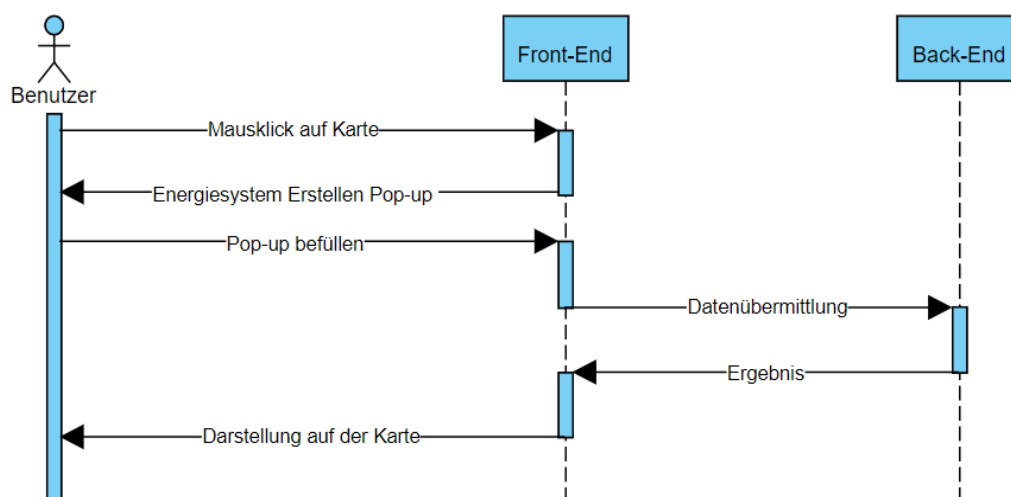 Front-End
Back-End
Benutzer
Mausklick auf Karte
Energiesystem Erstellen Pop-up
Pop-up befüllen
Datenübermittlung
Ergebnis
Darstellung auf der Karte